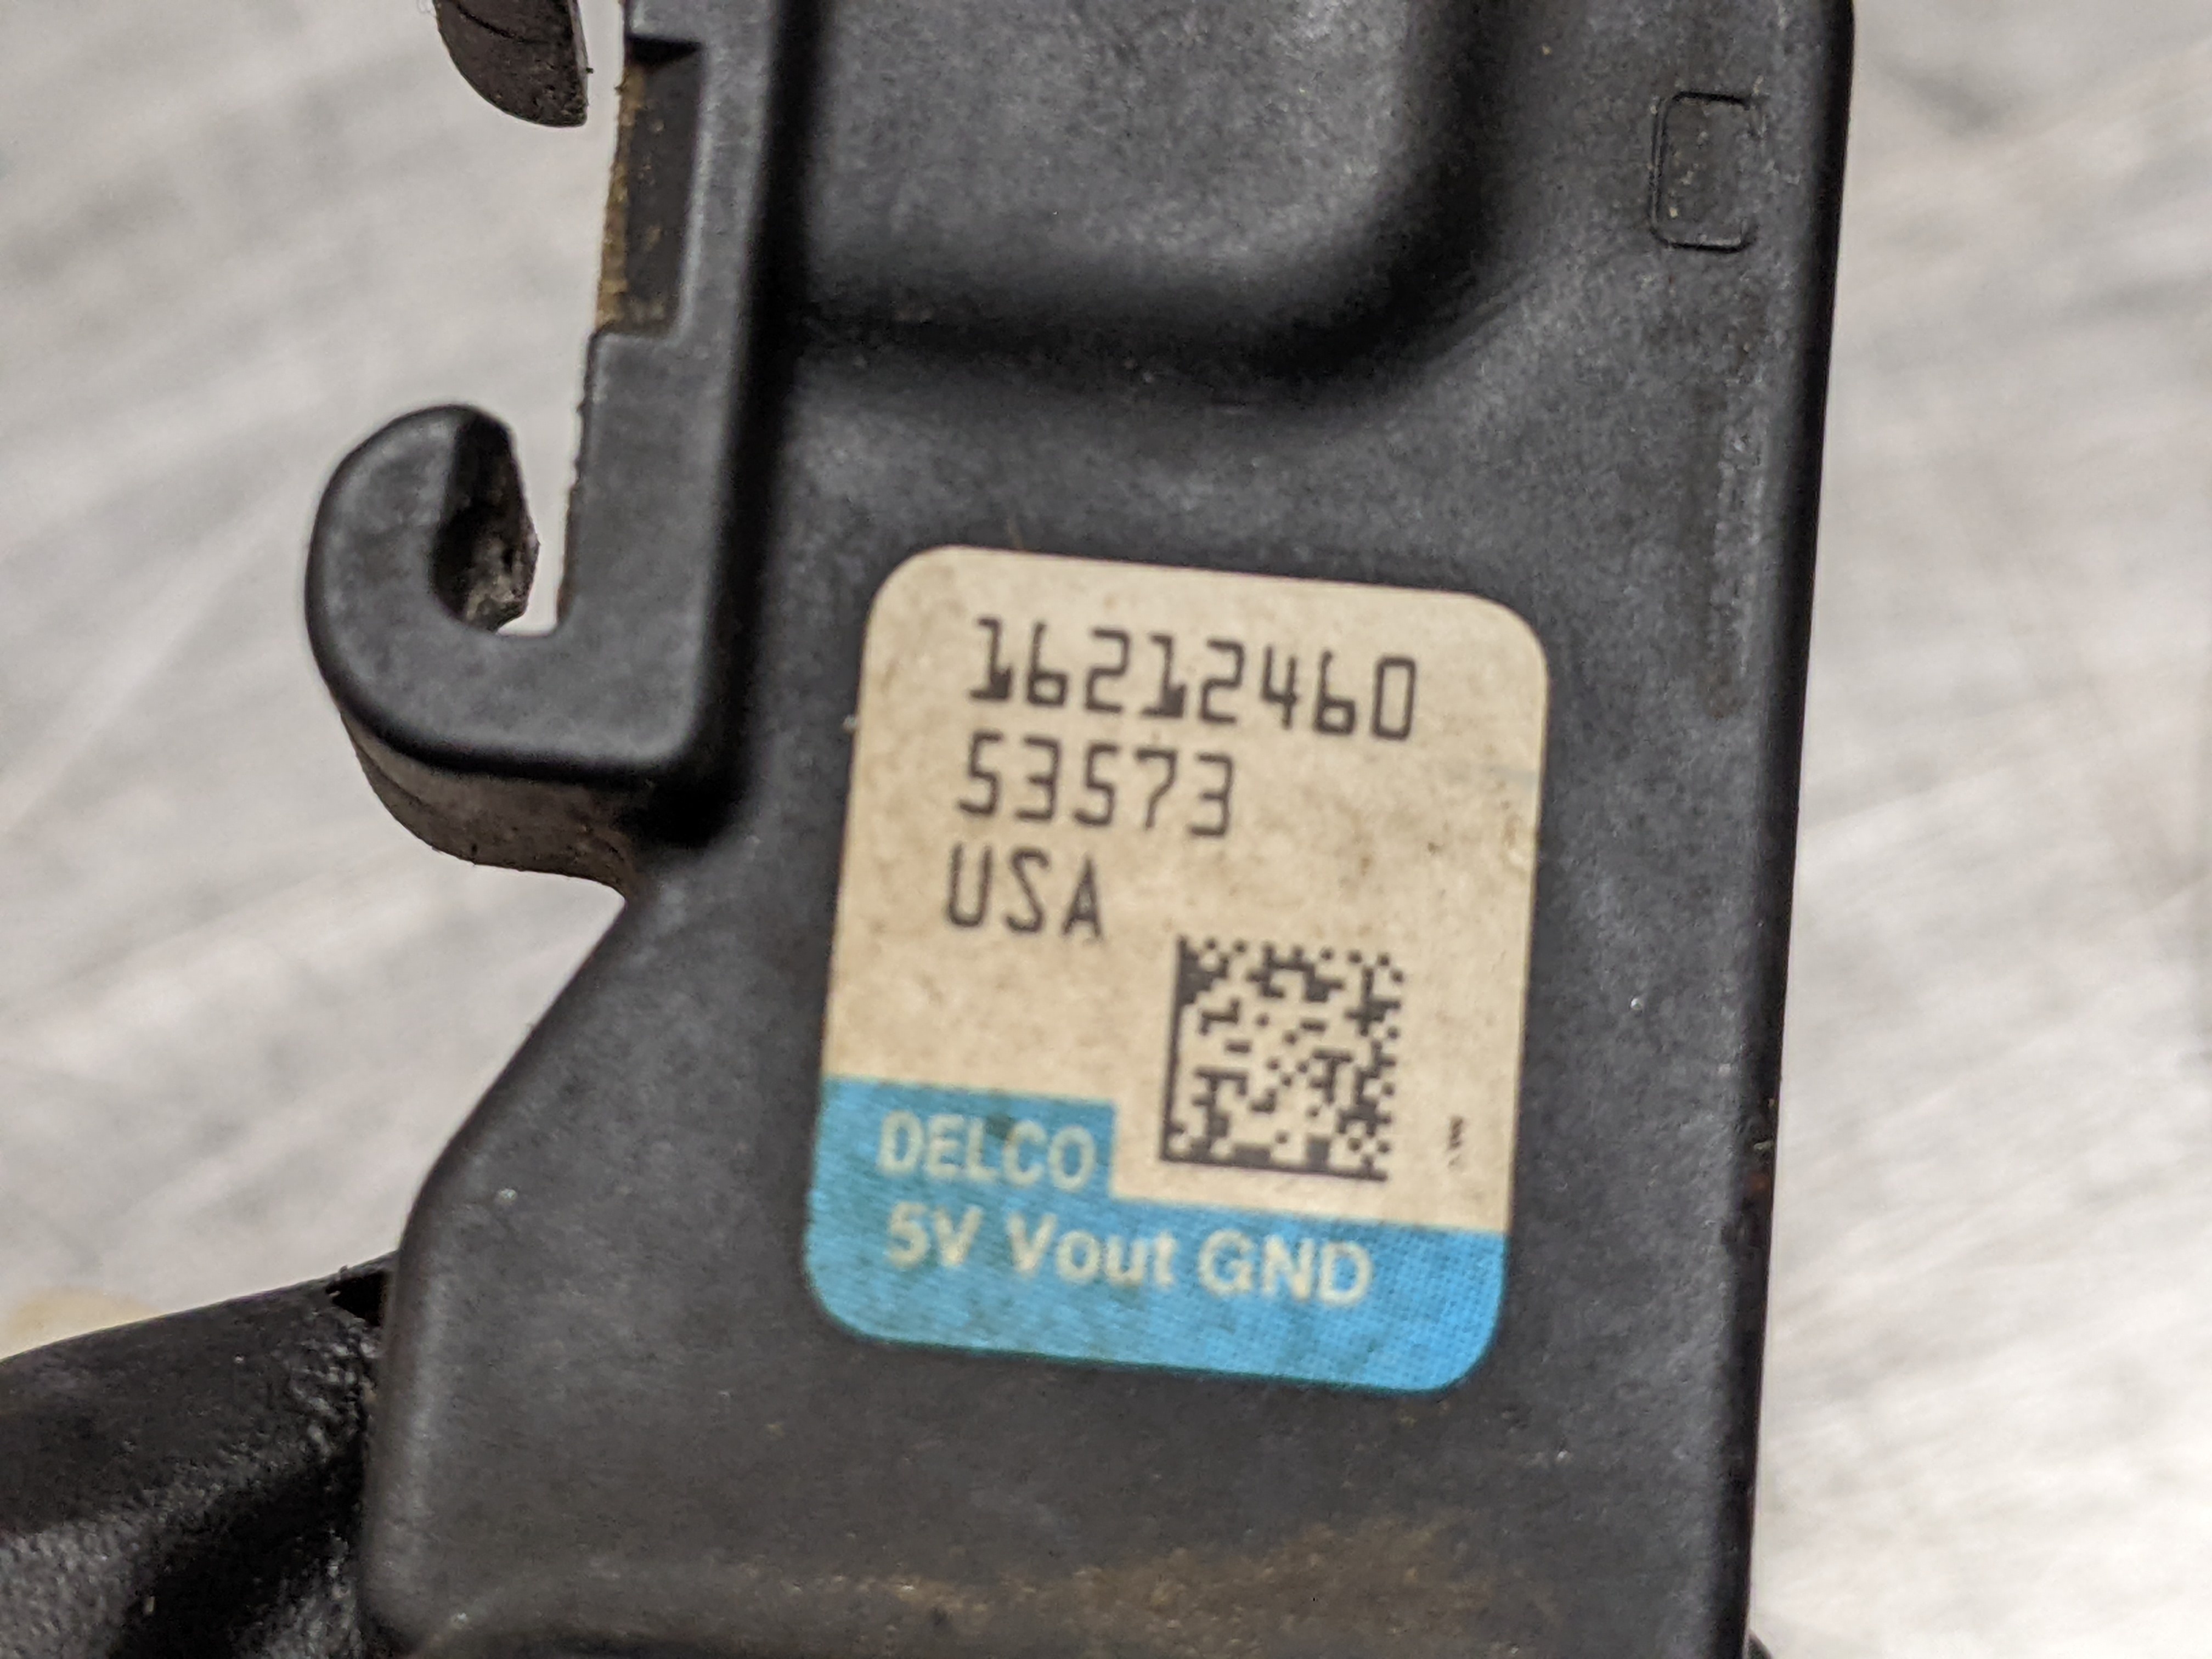 16212460
53573
USA
DELCO
5V Vout GND